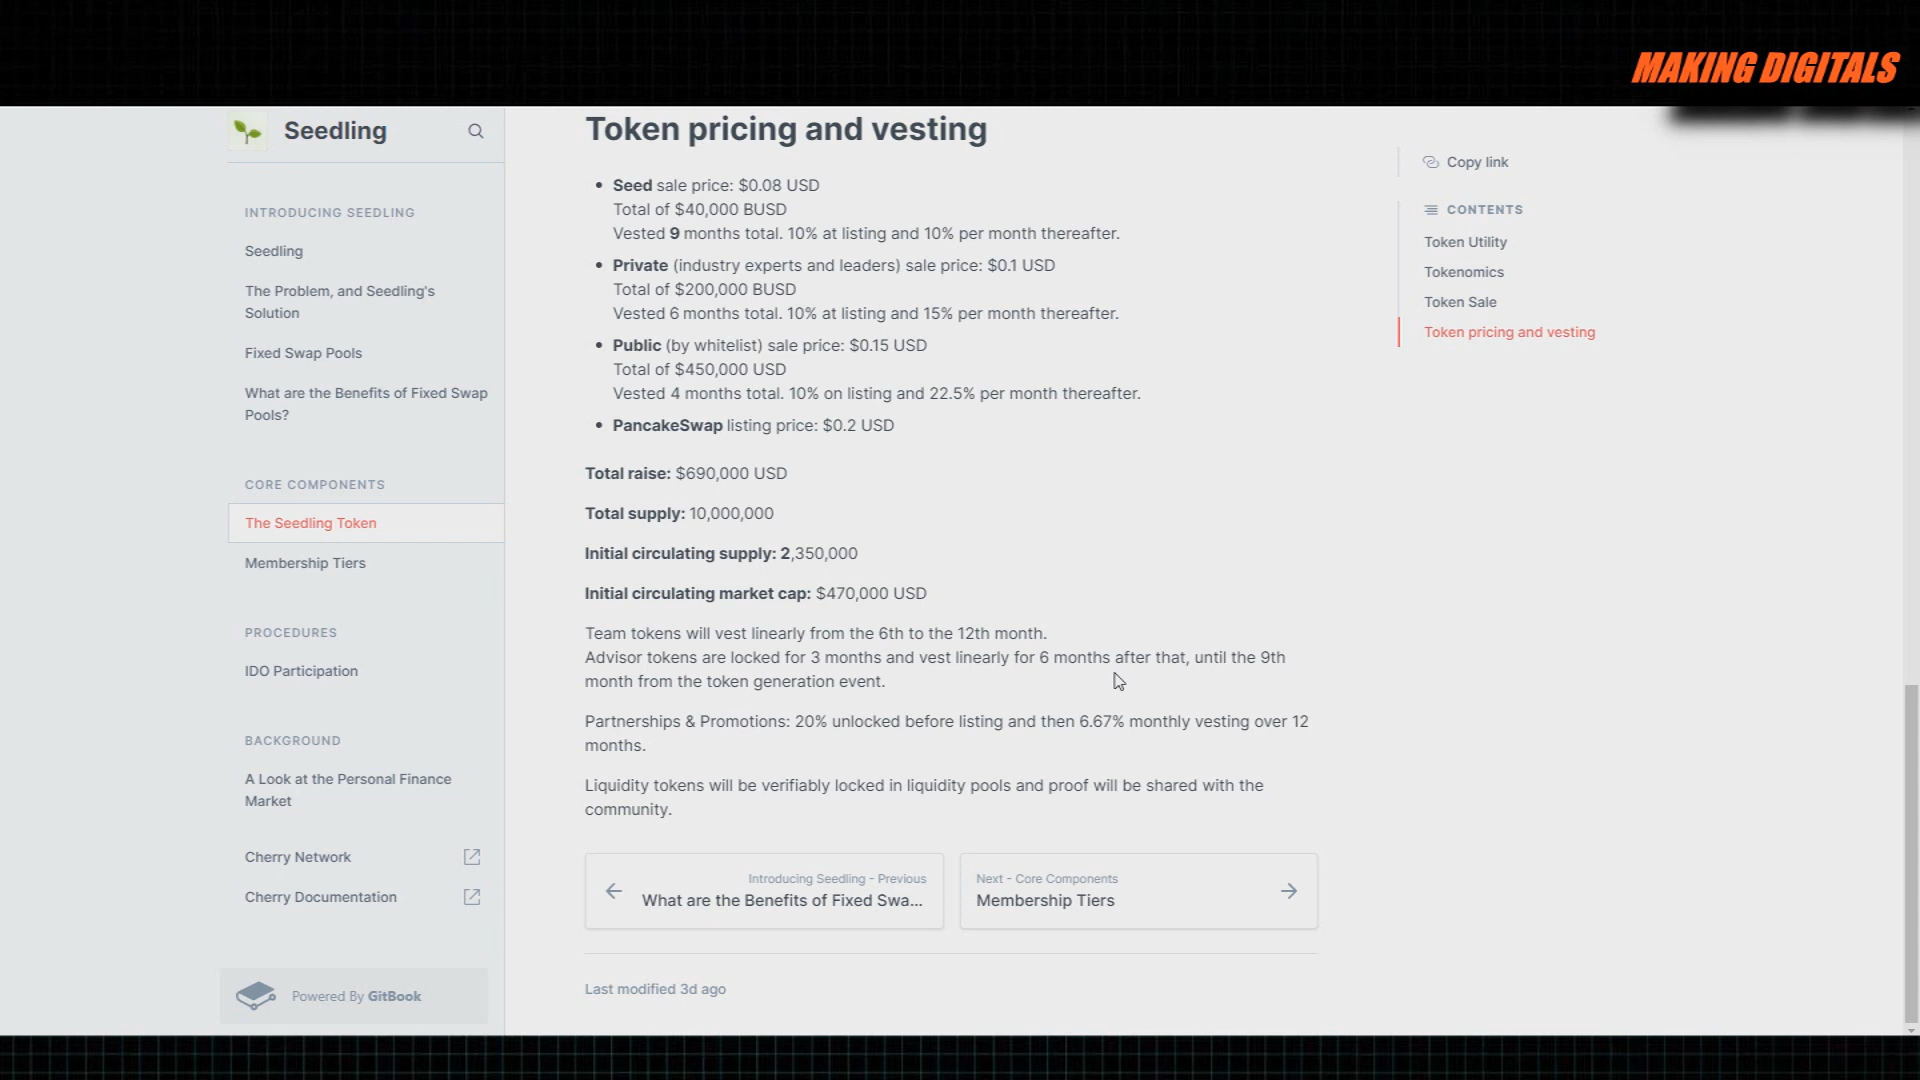 MAKING DIGITALS
Seedling
INTRODUCING SEEDLING
Seedling
The Problem, and Seedling's
Solution
Fixed Swap Pools
What are the Benefits of Fixed Swap
Pools?
CORE COMPONENTS
The Seedling Token
Membership Tiers
PROCEDURES
IDO Participation
BACKGROUND
A Look at the Personal Finance
Market
Cherry Network
Cherry Documentation
Powered By GitBook
Token pricing and vesting
• Seed sale price: $0.08 USD
Total of $40,000 BUSD
Vested 9 months total. 10% at listing and 10% per month thereafter.
• Private (industry experts and leaders) sale price: $0.1 USD
Total of $200,000 BUSD
Vested 6 months total. 10% at listing and 15% per month thereafter.
• Public (by whitelist) sale price: $0.15 USD
Total of $450,000 USD
Vested 4 months total. 10% on listing and 22.5% per month thereafter.
• PancakeSwap listing price: $0.2 USD
Total raise: $690,000 USD
Total supply: 10,000,000
Initial circulating supply: 2,350,000
Initial circulating market cap: $470,000 USD
Team tokens will vest linearly from the 6th to the 12th month.
Advisor tokens are locked for 3 months and vest linearly for 6 months after that, until the 9th
month from the token generation event.
Partnerships & Promotions: 20% unlocked before listing and then 6.67% monthly vesting over 12
months.
Liquidity tokens will be verifiably locked in liquidity pools and proof will be shared with the
community.
Introducing Seedling - Previous
What are the Benefits of Fixed Swa...
Next - Core Components
Membership Tiers
Last modified 3d ago
Copy link
CONTENTS
Token Utility
Tokenomics
Token Sale
Token pricing and vesting